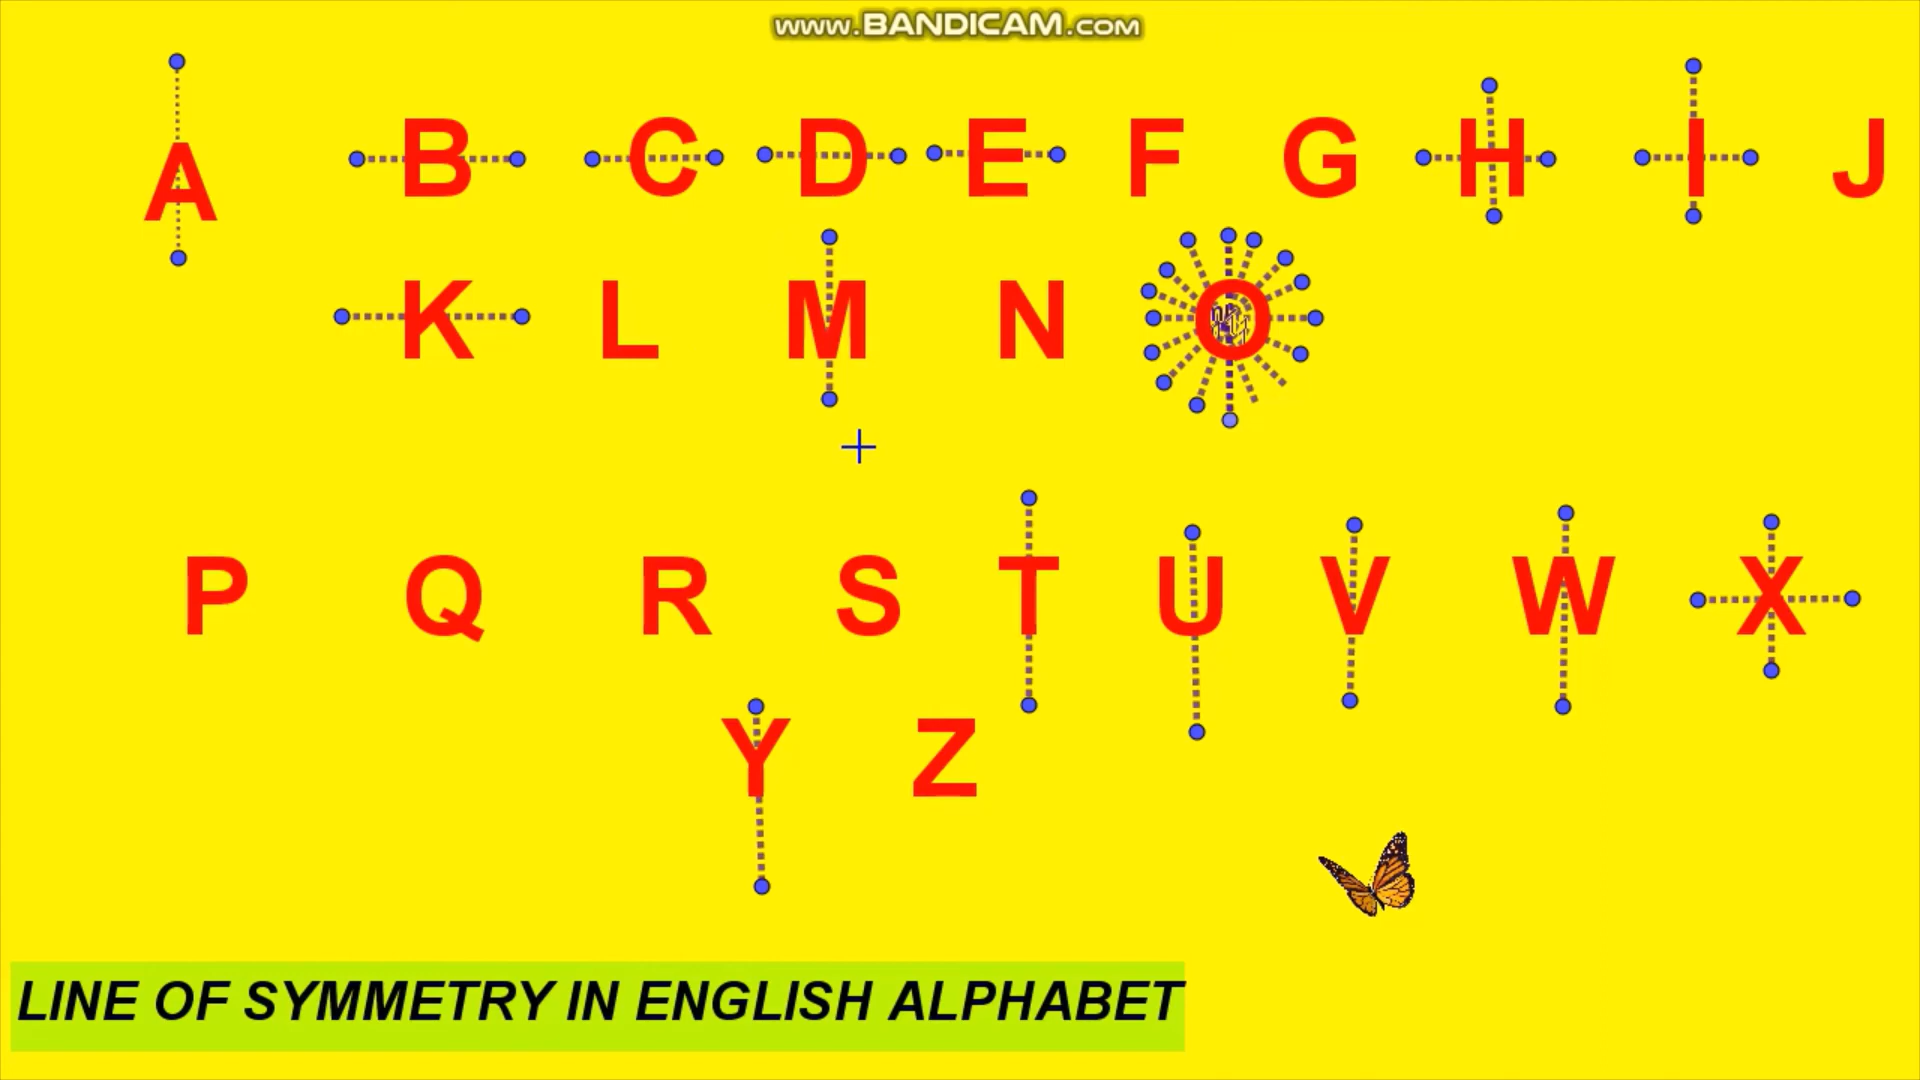 www.BANDICAM.com
A B C D E F G H I J
K L M N O
P Q R S T U V W X
Y Z
LINE OF SYMMETRY IN ENGLISH ALPHABET